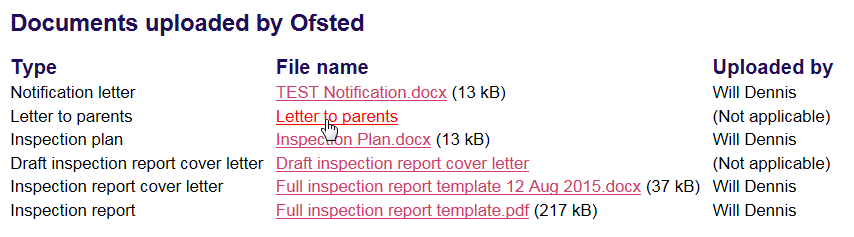 Documents uploaded by Ofsted
Type File name Uploaded by
Notification letter TEST Notification.docx (13 kB) Will Dennis
Letter to parents Letter to parents (Not applicable)
Inspection plan Inspection Plan.docx (13 kB) Will Dennis
Draft inspection report cover letter Draft inspection report cover letter (Not applicable)
Inspection report cover letter Full inspection report template 12 Aug 2015.docx (37 kB) Will Dennis
Inspection report Full inspection report template.pdf (217 kB) Will Dennis